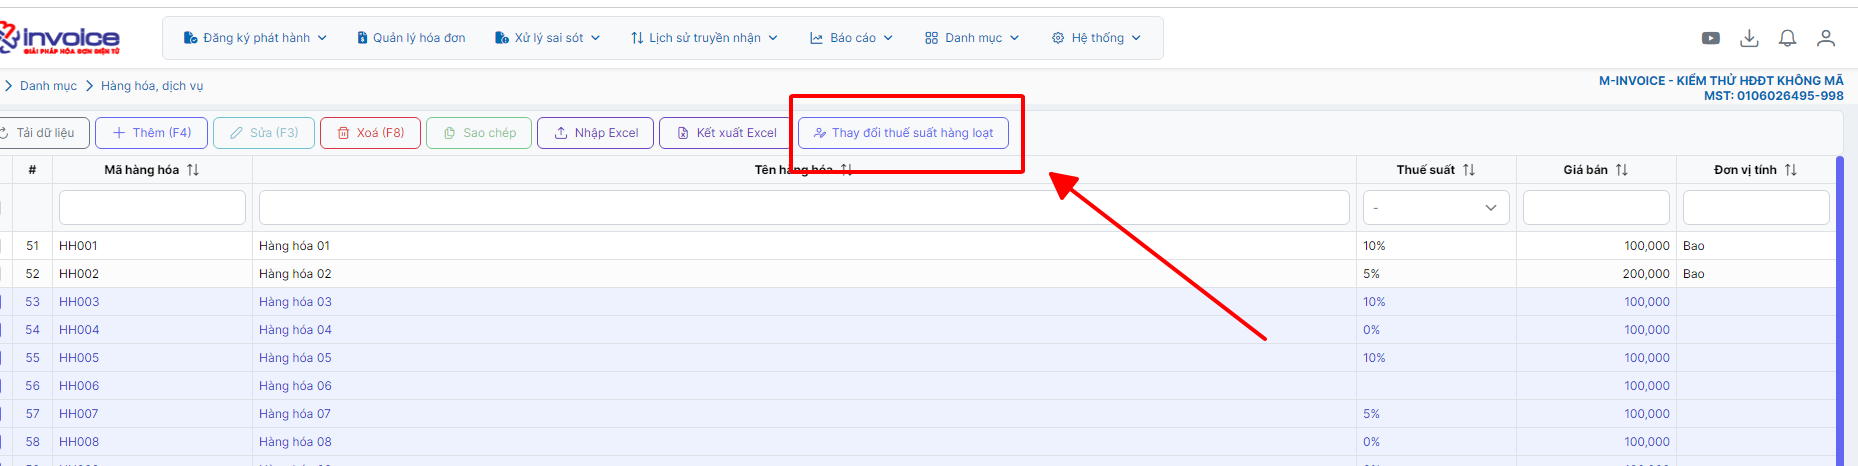 invoice
GIẢI PHÁP HÓA ĐƠN ĐIỆN TỬ
Đăng ký phát hành
Quản lý hóa đơn
Xử lý sai sót
Lịch sử truyền nhận
Báo cáo
Danh mục
Hệ thống
Danh mục > Hàng hóa, dịch vụ
M-INVOICE - KIỂM THỬ HĐĐT KHÔNG MÃ
MST: 0106026495-998
Tải dữ liệu
Thêm (F4)
Sửa (F3)
Xoá (F8)
Sao chép
Nhập Excel
Kết xuất Excel
Thay đổi thuế suất hàng loạt
# Mã hàng hóa Tên hàng hóa Thuế suất Giá bán Đơn vị tính
-
51 HH001 Hàng hóa 01 10% 100,000 Bao
52 HH002 Hàng hóa 02 5% 200,000 Bao
53 HH003 Hàng hóa 03 10% 100,000
54 HH004 Hàng hóa 04 0% 100,000
55 HH005 Hàng hóa 05 10% 100,000
56 HH006 Hàng hóa 06 100,000
57 HH007 Hàng hóa 07 5% 100,000
58 HH008 Hàng hóa 08 0% 100,000